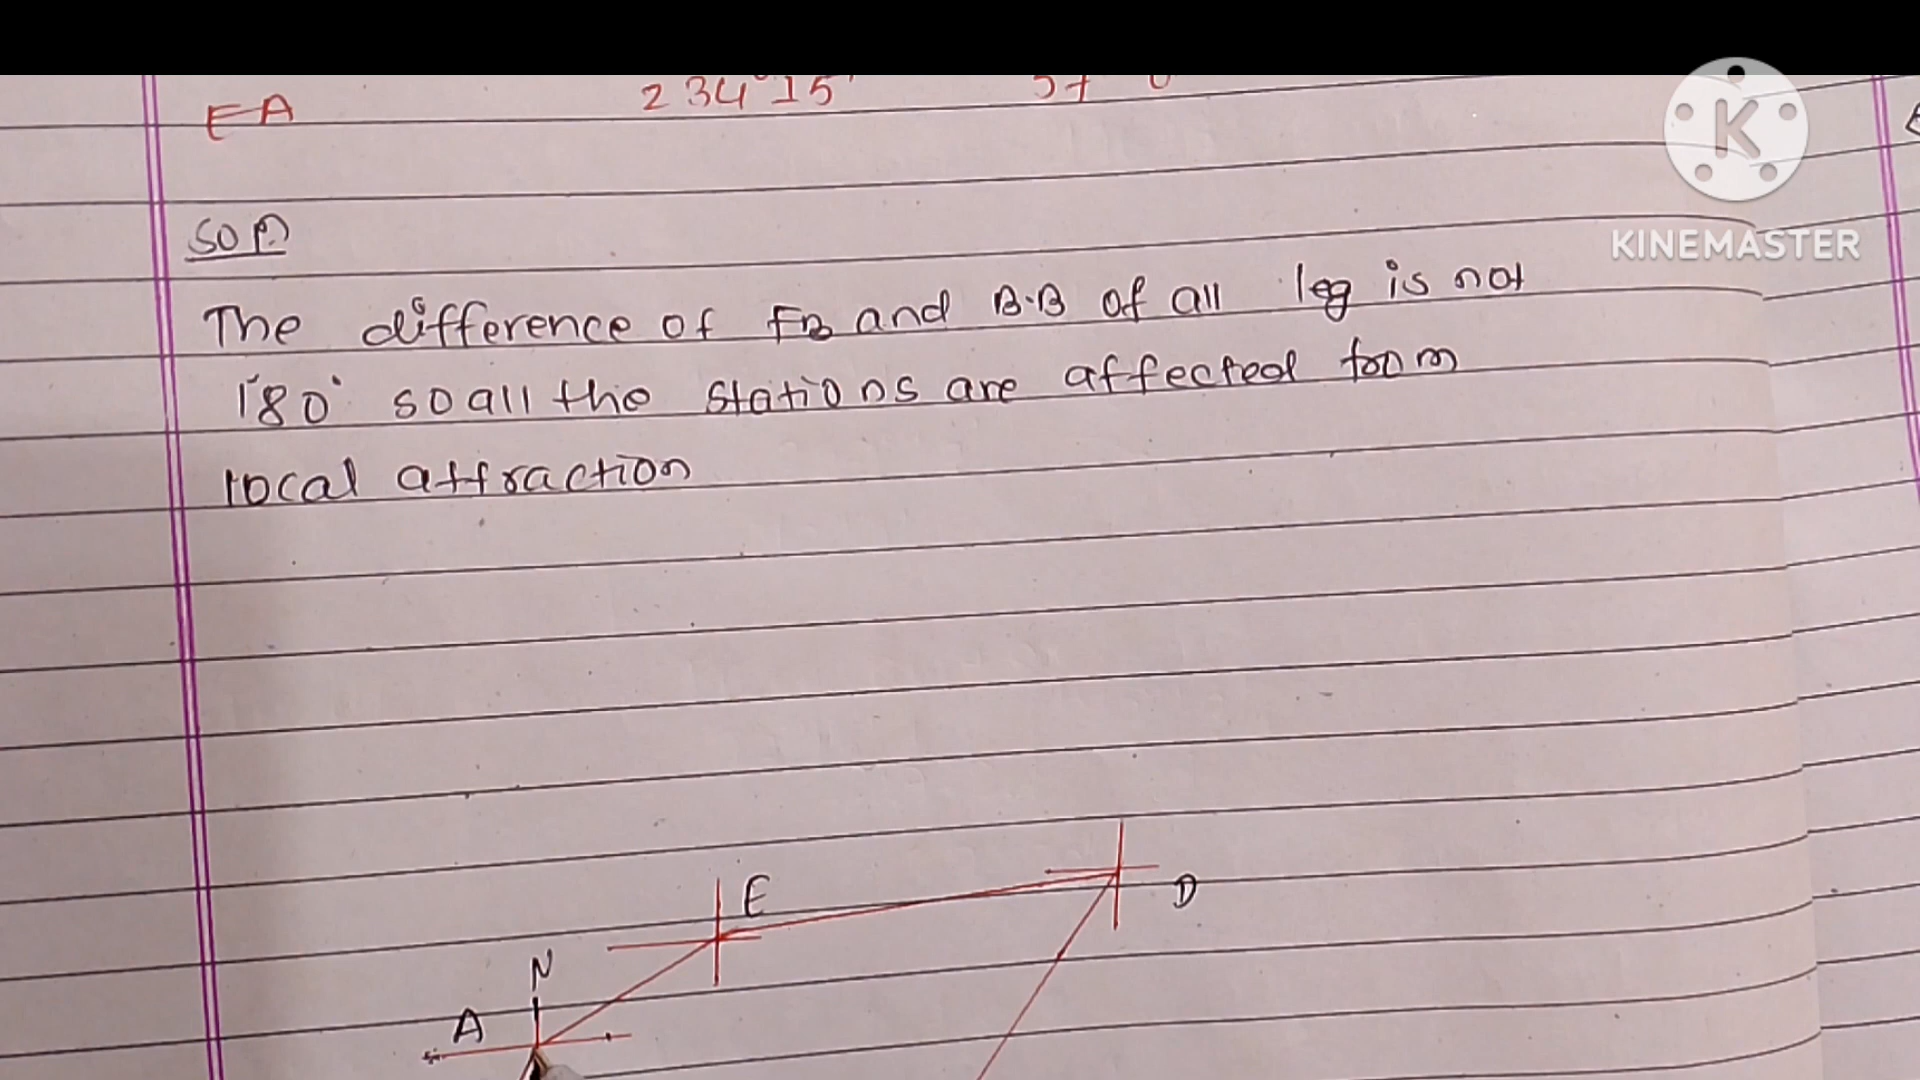 EA 234°15'
KINEMASTER
Soln
The difference of FB and B.B of all leg is not
180° so all the stations are affected from
local attraction
E
D
N
A